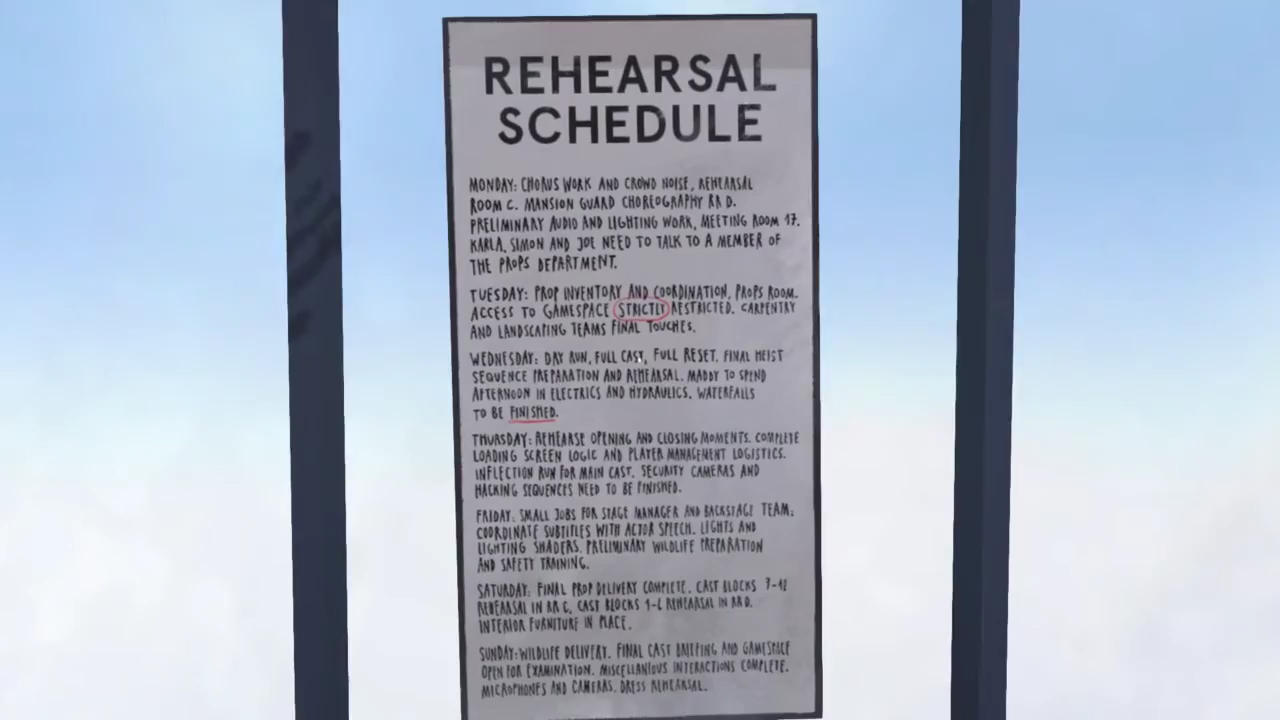 REHEARSAL
SCHEDULE
MONDAY: CHORUS WORK AND CROWD NOISE, REHEARSAL
ROOM C. MANSION GUARD CHOREOGRAPHY RR D.
PRELIMINARY AUDIO AND LIGHTING WORK, MEETING ROOM 17.
KARLA, SIMON AND JOE NEED TO TALK TO A MEMBER OF
THE PROPS DEPARTMENT.
TUESDAY: PROP INVENTORY AND COORDINATION, PROPS ROOM.
ACCESS TO GAMESPACE STRICTLY RESTRICTED. CARPENTRY
AND LANDSCAPING TEAMS FINAL TOUCHES.
WEDNESDAY: DAY RUN, FULL CAST, FULL RESET. FINAL HEIST
SEQUENCE PREPARATION AND REHEARSAL. MADDY TO SPEND
AFTERNOON IN ELECTRICS AND HYDRAULICS. WATERFALLS
TO BE FINISHED.
THURSDAY: REHEARSE OPENING AND CLOSING MOMENTS. COMPLETE
LOADING SCREEN LOGIC AND PLAYER MANAGEMENT LOGISTICS.
INFLECTION RUN FOR MAIN CAST. SECURITY CAMERAS AND
HACKING SEQUENCES NEED TO BE FINISHED.
FRIDAY: SMALL JOBS FOR STAGE MANAGER AND BACKSTAGE TEAM:
COORDINATE SUBTITLES WITH ACTOR SPEECH. LIGHTS AND
LIGHTING SHADERS. PRELIMINARY WILDLIFE PREPARATION
AND SAFETY TRAINING.
SATURDAY: FINAL PROP DELIVERY COMPLETE. CAST BLOCKS 7-12
REHEARSAL IN RR C, CAST BLOCKS 1-6 REHEARSAL IN RR D.
INTERIOR FURNITURE IN PLACE.
SUNDAY: WILDLIFE DELIVERY. FINAL CAST BRIEFING AND GAMESPACE
OPEN FOR EXAMINATION. MISCELLANIOUS INTERACTIONS COMPLETE.
MICROPHONES AND CAMERAS. DRESS REHEARSAL.